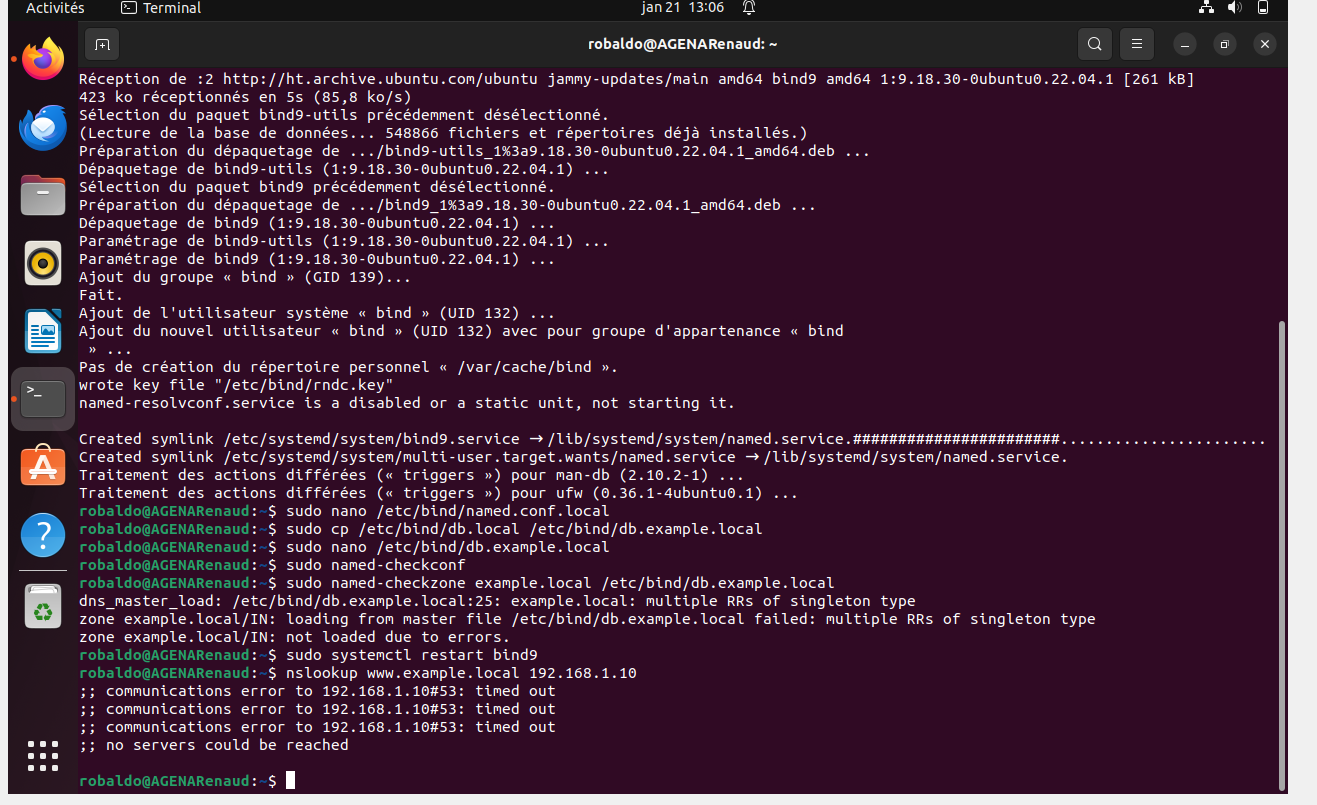 Activités
Terminal
jan 21 13:06
robaldo@AGENARenaud: ~
Réception de :2 http://ht.archive.ubuntu.com/ubuntu jammy-updates/main amd64 bind9 amd64 1:9.18.30-0ubuntu0.22.04.1 [261 kB]
423 ko réceptionnés en 5s (85,8 ko/s)
Sélection du paquet bind9-utils précédemment désélectionné.
(Lecture de la base de données... 548866 fichiers et répertoires déjà installés.)
Préparation du dépaquetage de .../bind9-utils_1%3a9.18.30-0ubuntu0.22.04.1_amd64.deb ...
Dépaquetage de bind9-utils (1:9.18.30-0ubuntu0.22.04.1) ...
Sélection du paquet bind9 précédemment désélectionné.
Préparation du dépaquetage de .../bind9_1%3a9.18.30-0ubuntu0.22.04.1_amd64.deb ...
Dépaquetage de bind9 (1:9.18.30-0ubuntu0.22.04.1) ...
Paramétrage de bind9-utils (1:9.18.30-0ubuntu0.22.04.1) ...
Paramétrage de bind9 (1:9.18.30-0ubuntu0.22.04.1) ...
Ajout du groupe « bind » (GID 139)...
Fait.
Ajout de l'utilisateur système « bind » (UID 132) ...
Ajout du nouvel utilisateur « bind » (UID 132) avec pour groupe d'appartenance « bind
 » ...
Pas de création du répertoire personnel « /var/cache/bind ».
wrote key file "/etc/bind/rndc.key"
named-resolvconf.service is a disabled or a static unit, not starting it.
Created symlink /etc/systemd/system/bind9.service → /lib/systemd/system/named.service.#######################.......................
Created symlink /etc/systemd/system/multi-user.target.wants/named.service → /lib/systemd/system/named.service.
Traitement des actions différées (« triggers ») pour man-db (2.10.2-1) ...
Traitement des actions différées (« triggers ») pour ufw (0.36.1-4ubuntu0.1) ...
robaldo@AGENARenaud:~$ sudo nano /etc/bind/named.conf.local
robaldo@AGENARenaud:~$ sudo cp /etc/bind/db.local /etc/bind/db.example.local
robaldo@AGENARenaud:~$ sudo nano /etc/bind/db.example.local
robaldo@AGENARenaud:~$ sudo named-checkconf
robaldo@AGENARenaud:~$ sudo named-checkzone example.local /etc/bind/db.example.local
dns_master_load: /etc/bind/db.example.local:25: example.local: multiple RRs of singleton type
zone example.local/IN: loading from master file /etc/bind/db.example.local failed: multiple RRs of singleton type
zone example.local/IN: not loaded due to errors.
robaldo@AGENARenaud:~$ sudo systemctl restart bind9
robaldo@AGENARenaud:~$ nslookup www.example.local 192.168.1.10
;; communications error to 192.168.1.10#53: timed out
;; communications error to 192.168.1.10#53: timed out
;; communications error to 192.168.1.10#53: timed out
;; no servers could be reached
robaldo@AGENARenaud:~$